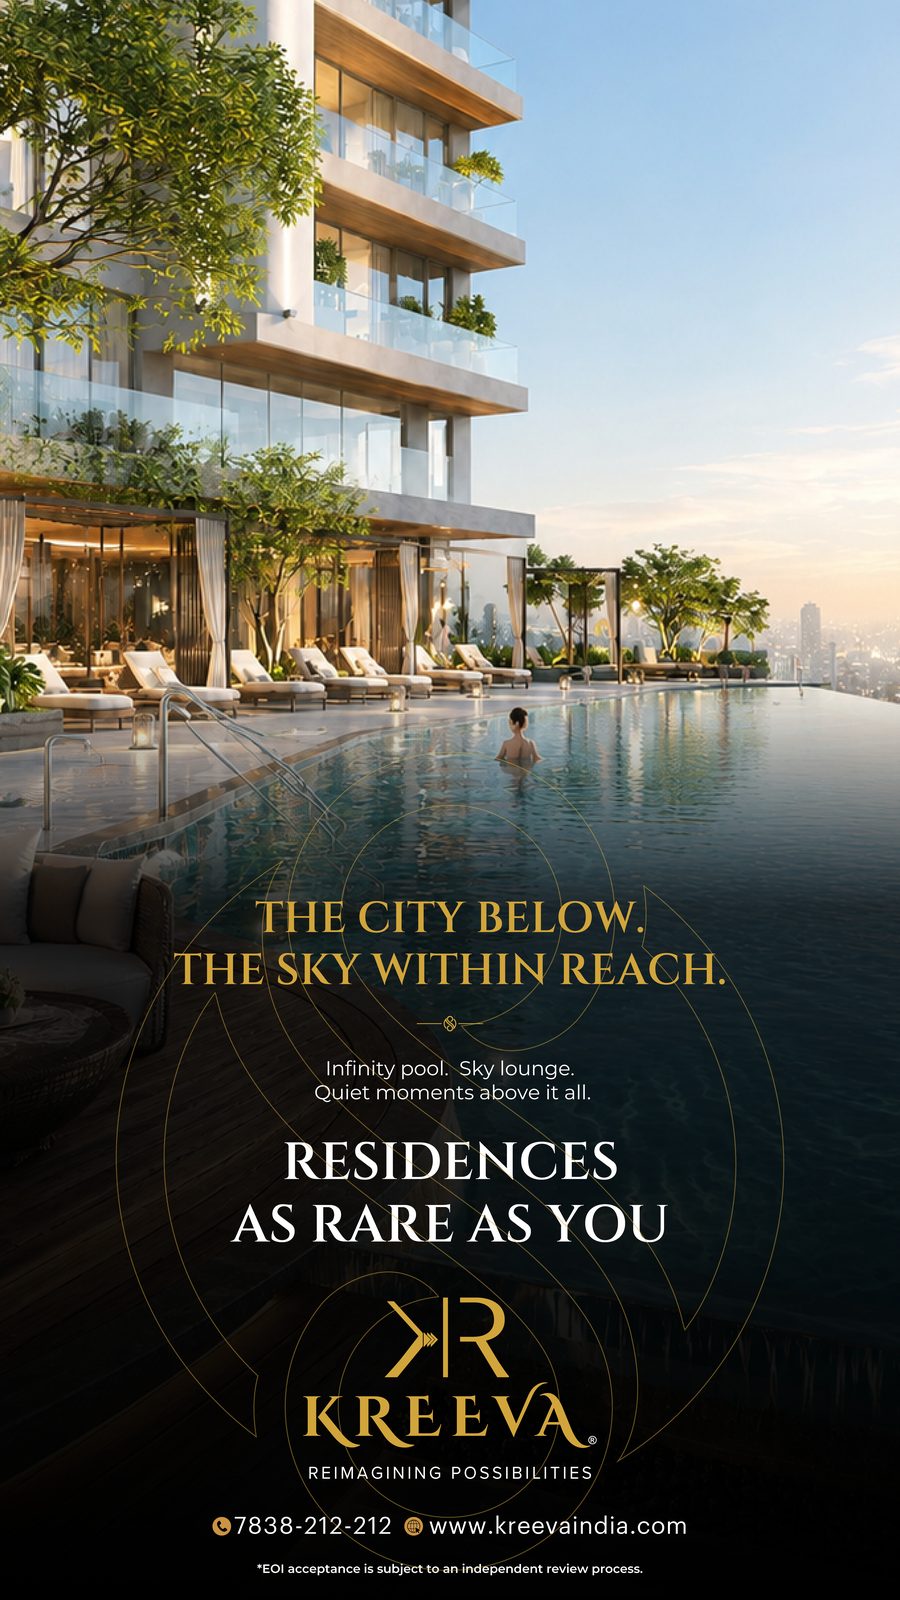 THE CITY BELOW.
THE SKY WITHIN REACH.
Infinity pool. Sky lounge.
Quiet moments above it all.
RESIDENCES
AS RARE AS YOU
KR
KREEVA®
REIMAGINING POSSIBILITIES
7838-212-212 www.kreevaindia.com
*EOI acceptance is subject to an independent review process.